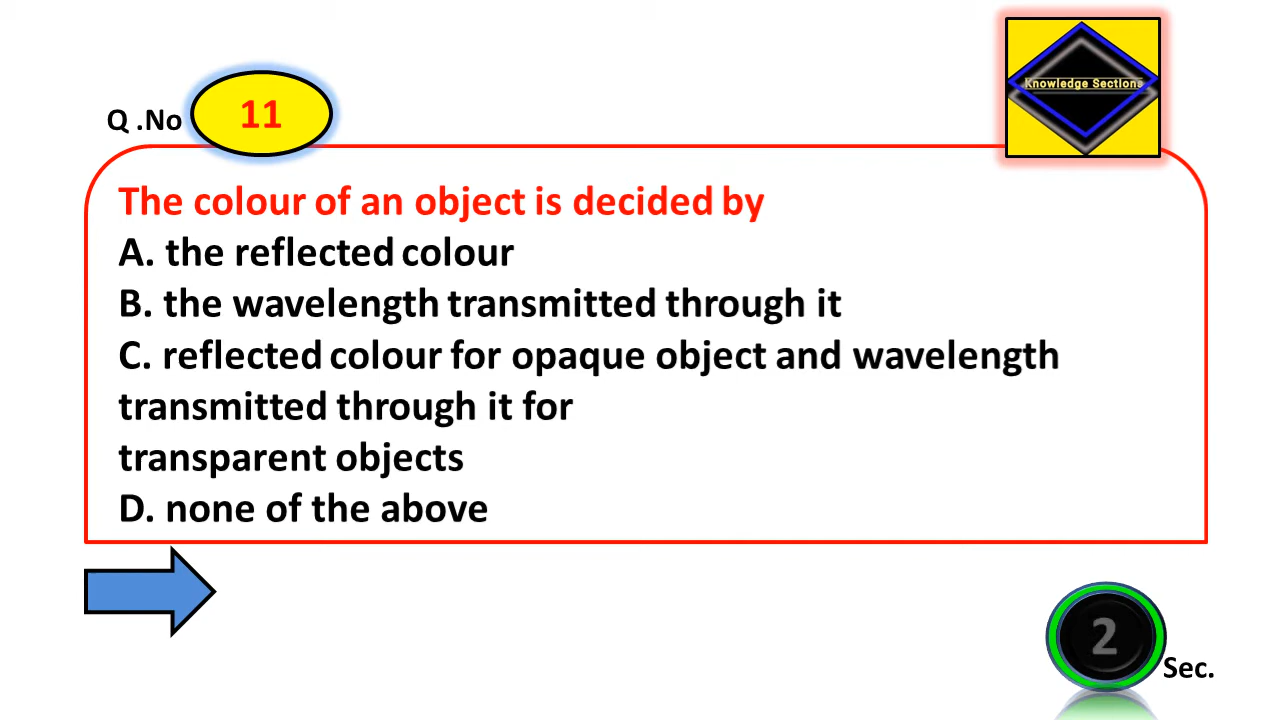 Knowledge Sections
Q .No 11
The colour of an object is decided by
A. the reflected colour
B. the wavelength transmitted through it
C. reflected colour for opaque object and wavelength
transmitted through it for
transparent objects
D. none of the above
2
Sec.